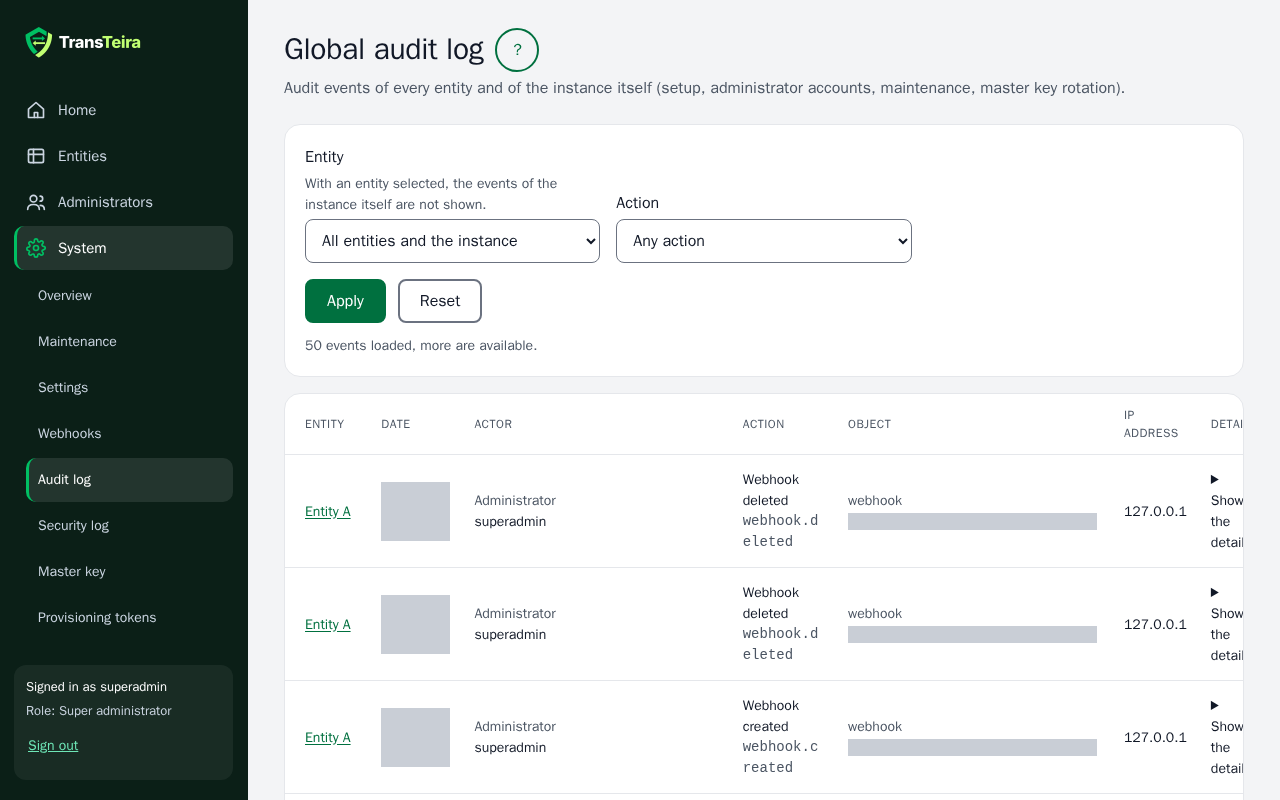 TransTeira
Home
Entities
Administrators
System
Overview
Maintenance
Settings
Webhooks
Audit log
Security log
Master key
Provisioning tokens
Signed in as superadmin
Role: Super administrator
Sign out
Global audit log ?
Audit events of every entity and of the instance itself (setup, administrator accounts, maintenance, master key rotation).
Entity
With an entity selected, the events of the
instance itself are not shown.
Action
All entities and the instance
Any action
Apply
Reset
50 events loaded, more are available.
ENTITY DATE ACTOR ACTION OBJECT IP ADDRESS DETAI
Entity A
Administrator
superadmin
Webhook
deleted
webhook.d
eleted
webhook
127.0.0.1
Show
the
detail
Entity A
Administrator
superadmin
Webhook
deleted
webhook.d
eleted
webhook
127.0.0.1
Show
the
detail
Entity A
Administrator
superadmin
Webhook
created
webhook.c
reated
webhook
127.0.0.1
Show
the
detail